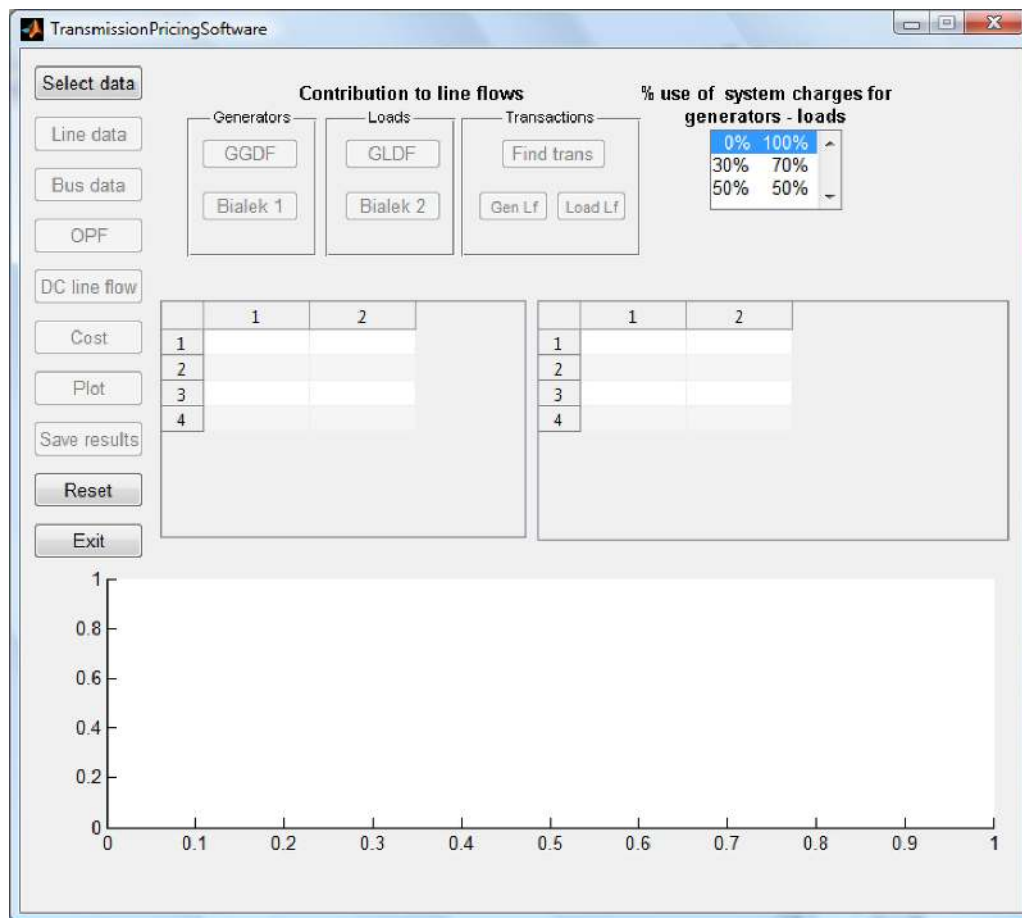 TransmissionPricingSoftware
Select data
Line data
Bus data
OPF
DC line flow
Cost
Plot
Save results
Reset
Exit
Contribution to line flows
Generators
GGDF
Bialek 1
Loads
GLDF
Bialek 2
Transactions
Find trans
Gen Lf Load Lf
% use of system charges for
generators - loads
0% 100%
30% 70%
50% 50%
1 2
1
2
3
4
1 2
1
2
3
4
1
0.8
0.6
0.4
0.2
0
0 0.1 0.2 0.3 0.4 0.5 0.6 0.7 0.8 0.9 1